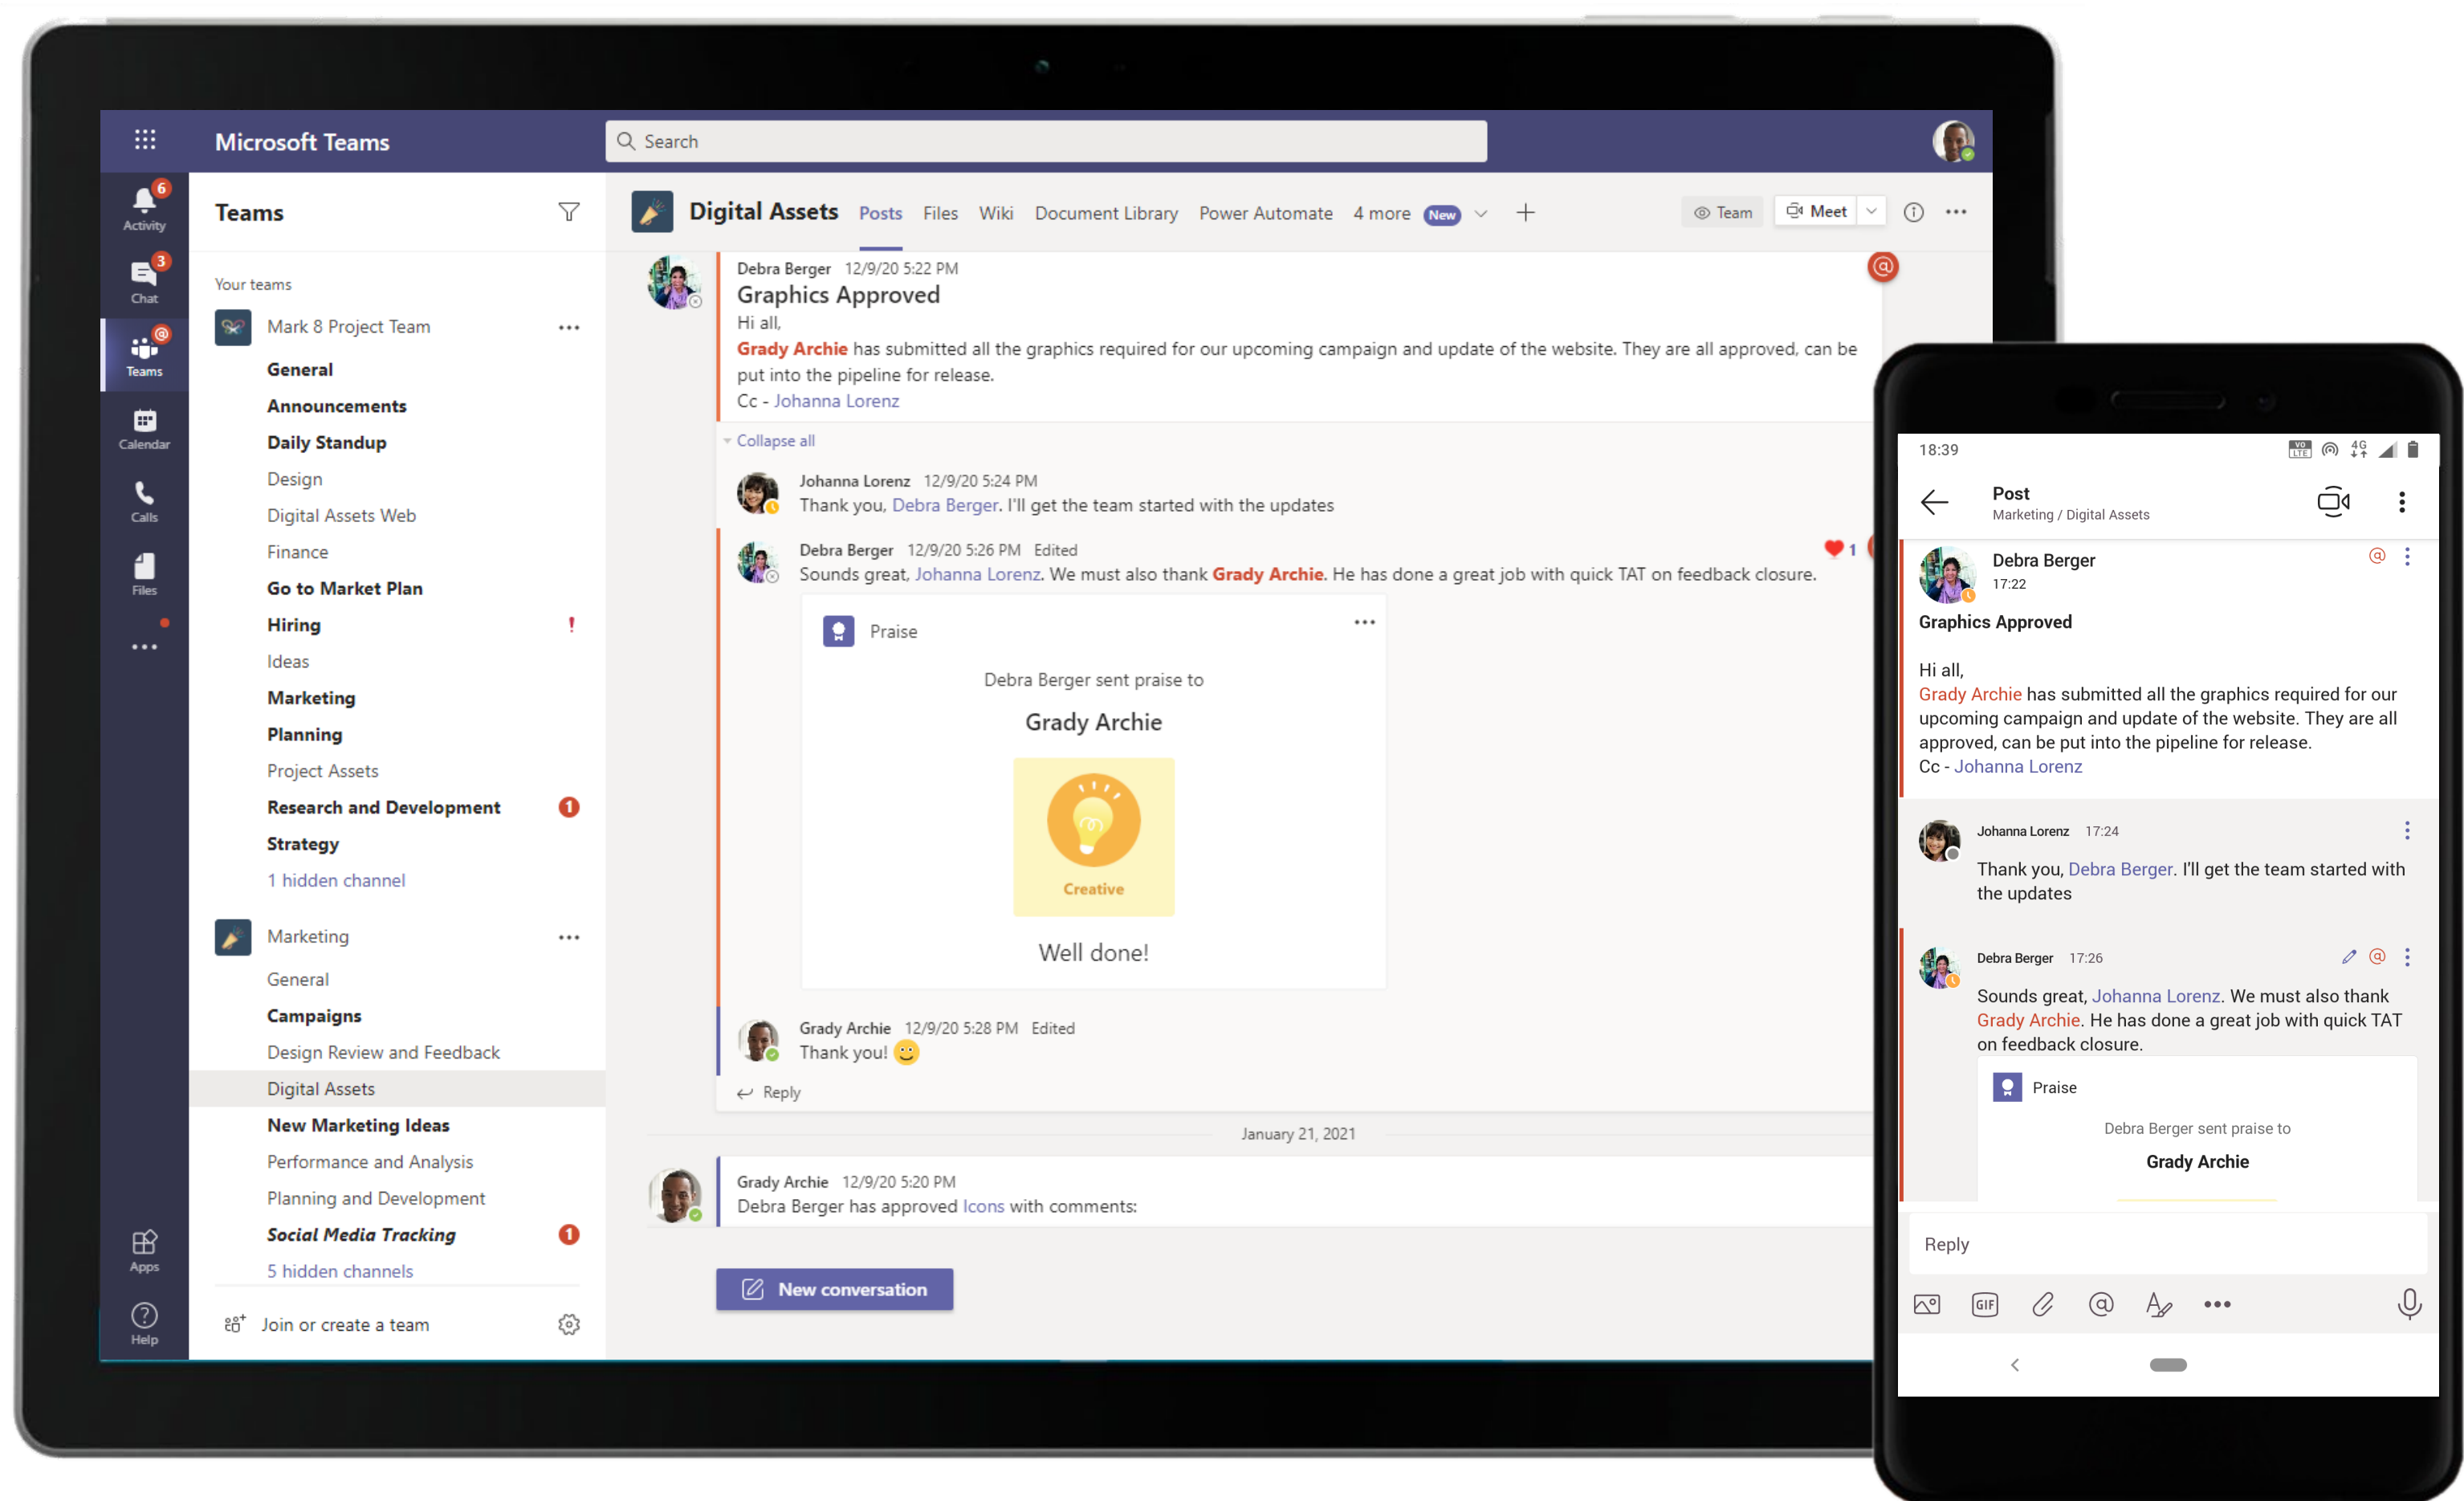 Microsoft Teams
Search
6
Activity
3
Chat
@
Teams
Calendar
Calls
Files
Apps
Help
Teams
Your teams
Mark 8 Project Team
General
Announcements
Daily Standup
Design
Digital Assets Web
Finance
Go to Market Plan
Hiring !
Ideas
Marketing
Planning
Project Assets
Research and Development 1
Strategy
1 hidden channel
Marketing
General
Campaigns
Design Review and Feedback
Digital Assets
New Marketing Ideas
Performance and Analysis
Planning and Development
Social Media Tracking 1
5 hidden channels
Join or create a team
Digital Assets Posts Files Wiki Document Library Power Automate 4 more New Team Meet
Debra Berger 12/9/20 5:22 PM @
Graphics Approved
Hi all,
Grady Archie has submitted all the graphics required for our upcoming campaign and update of the website. They are all approved, can be
put into the pipeline for release.
Cc - Johanna Lorenz
Collapse all
Johanna Lorenz 12/9/20 5:24 PM
Thank you, Debra Berger. I'll get the team started with the updates
Debra Berger 12/9/20 5:26 PM Edited 1
Sounds great, Johanna Lorenz. We must also thank Grady Archie. He has done a great job with quick TAT on feedback closure.
Praise
Debra Berger sent praise to
Grady Archie
Creative
Well done!
Grady Archie 12/9/20 5:28 PM Edited
Thank you!
Reply
January 21, 2021
Grady Archie 12/9/20 5:20 PM
Debra Berger has approved Icons with comments:
New conversation
18:39 VO LTE 4G
Post
Marketing / Digital Assets
Debra Berger @
17:22
Graphics Approved
Hi all,
Grady Archie has submitted all the graphics required for our
upcoming campaign and update of the website. They are all
approved, can be put into the pipeline for release.
Cc - Johanna Lorenz
Johanna Lorenz 17:24
Thank you, Debra Berger. I'll get the team started with
the updates
Debra Berger 17:26 @
Sounds great, Johanna Lorenz. We must also thank
Grady Archie. He has done a great job with quick TAT
on feedback closure.
Praise
Debra Berger sent praise to
Grady Archie
Reply
GIF @